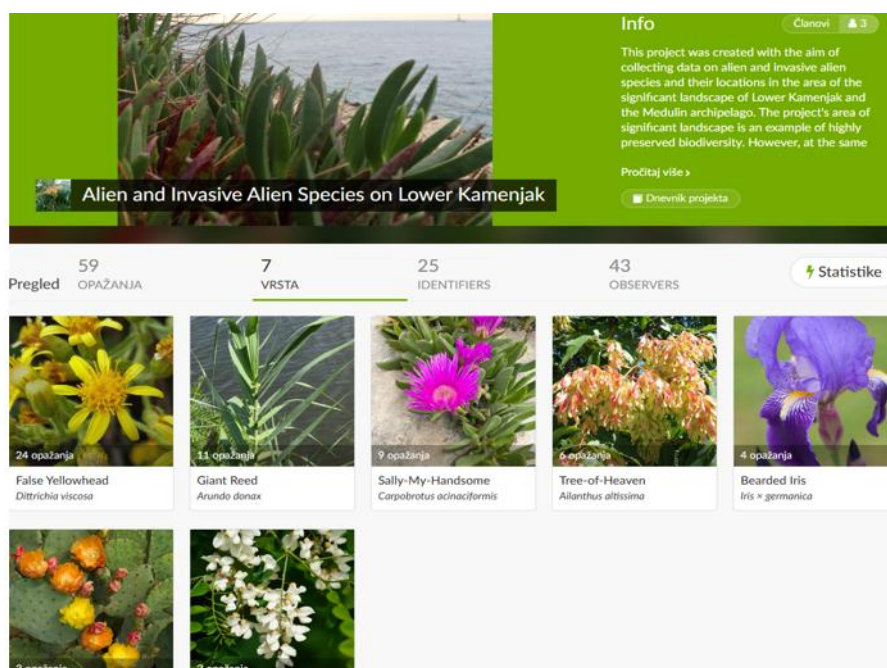 Info
Članovi 3
This project was created with the aim of
collecting data on alien and invasive alien
species and their locations in the area of the
significant landscape of Lower Kamenjak and
the Medulin archipelago. The project's area of
significant landscape is an example of highly
preserved biodiversity. However, at the same
Pročitaj više ›
Dnevnik projekta
Alien and Invasive Alien Species on Lower Kamenjak
Pregled
59
OPAŽANJA
7
VRSTA
25
IDENTIFIERS
43
OBSERVERS
Statistike
24 opažanja
False Yellowhead
Dittrichia viscosa
11 opažanja
Giant Reed
Arundo donax
9 opažanja
Sally-My-Handsome
Carpobrotus acinaciformis
6 opažanja
Tree-of-Heaven
Ailanthus altissima
4 opažanja
Bearded Iris
Iris × germanica